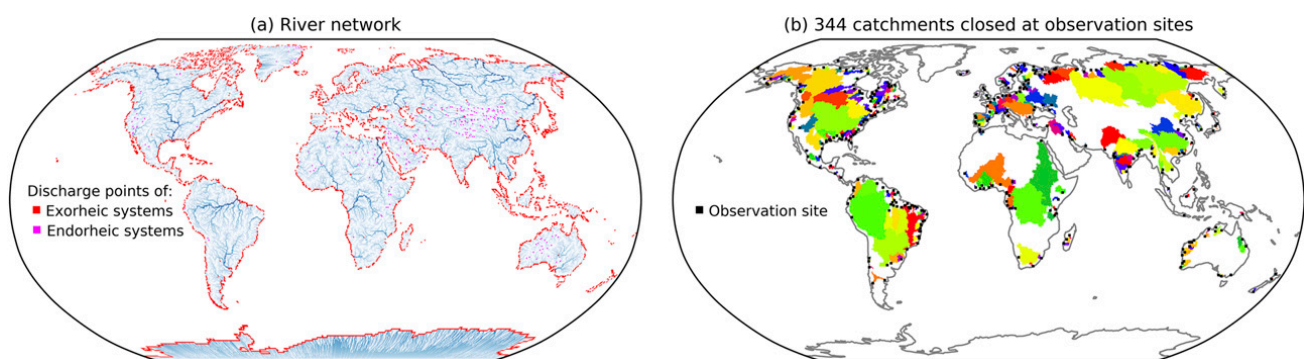 (a) River network
Discharge points of:
Exorheic systems
Endorheic systems
(b) 344 catchments closed at observation sites
Observation site